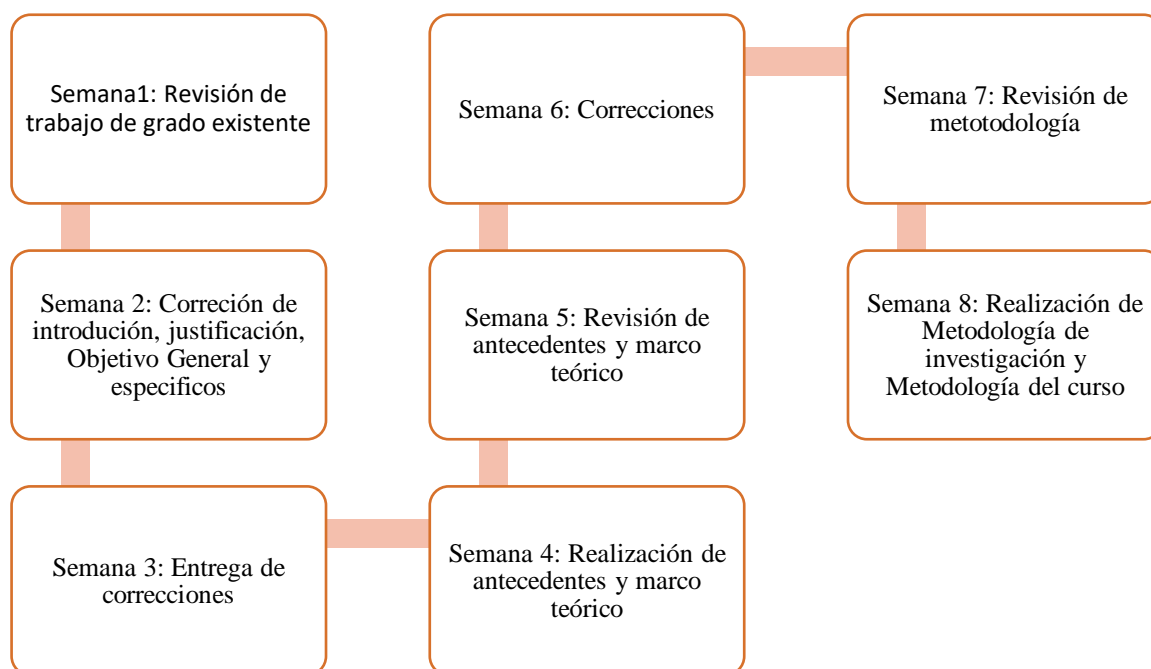 Semana1: Revisión de
trabajo de grado existente
Semana 2: Correción de
introdución, justificación,
Objetivo General y
especificos
Semana 3: Entrega de
correcciones
Semana 4: Realización de
antecedentes y marco
teórico
Semana 5: Revisión de
antecedentes y marco
teórico
Semana 6: Correcciones
Semana 7: Revisión de
metotodología
Semana 8: Realización de
Metodología de
investigación y
Metodología del curso